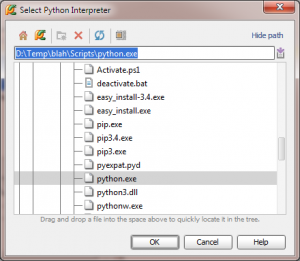 Select Python Interpreter
Hide path
D:\Temp\blah\Scripts\python.exe
Activate.ps1
deactivate.bat
easy_install-3.4.exe
easy_install.exe
pip.exe
pip3.4.exe
pip3.exe
pyexpat.pyd
python.exe
python3.dll
pythonw.exe
Drag and drop a file into the space above to quickly locate it in the tree.
OK Cancel Help